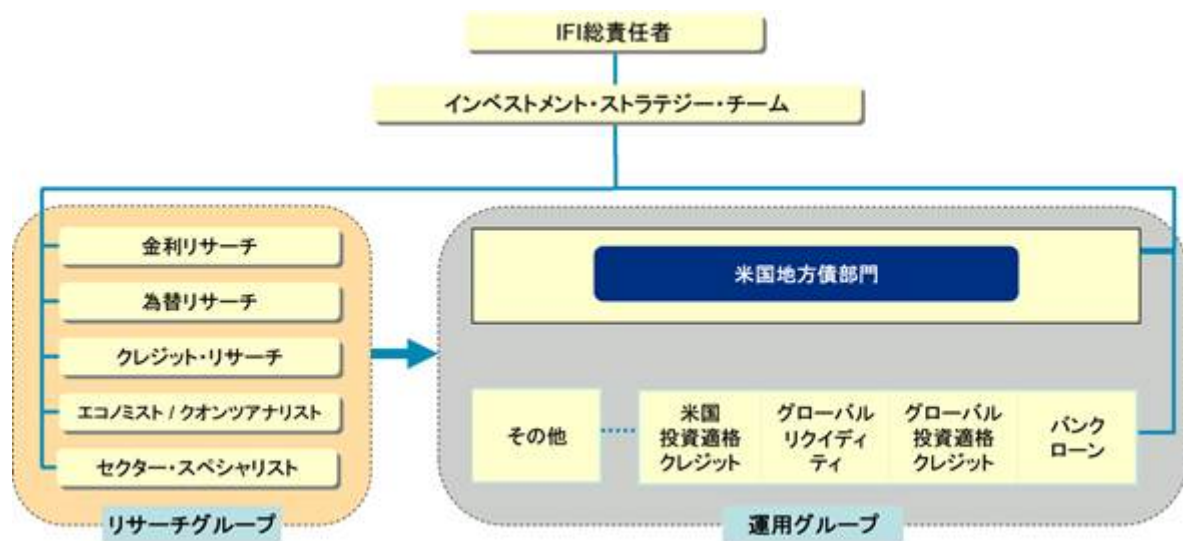 IFI総責任者
インベストメント・ストラテジー・チーム
金利リサーチ
為替リサーチ
クレジット・リサーチ
エコノミスト / クオンツアナリスト
セクター・スペシャリスト
リサーチグループ
米国地方債部門
その他
米国
投資適格
クレジット
グローバル
リクイディ
ティ
グローバル
投資適格
クレジット
バンク
ローン
運用グループ